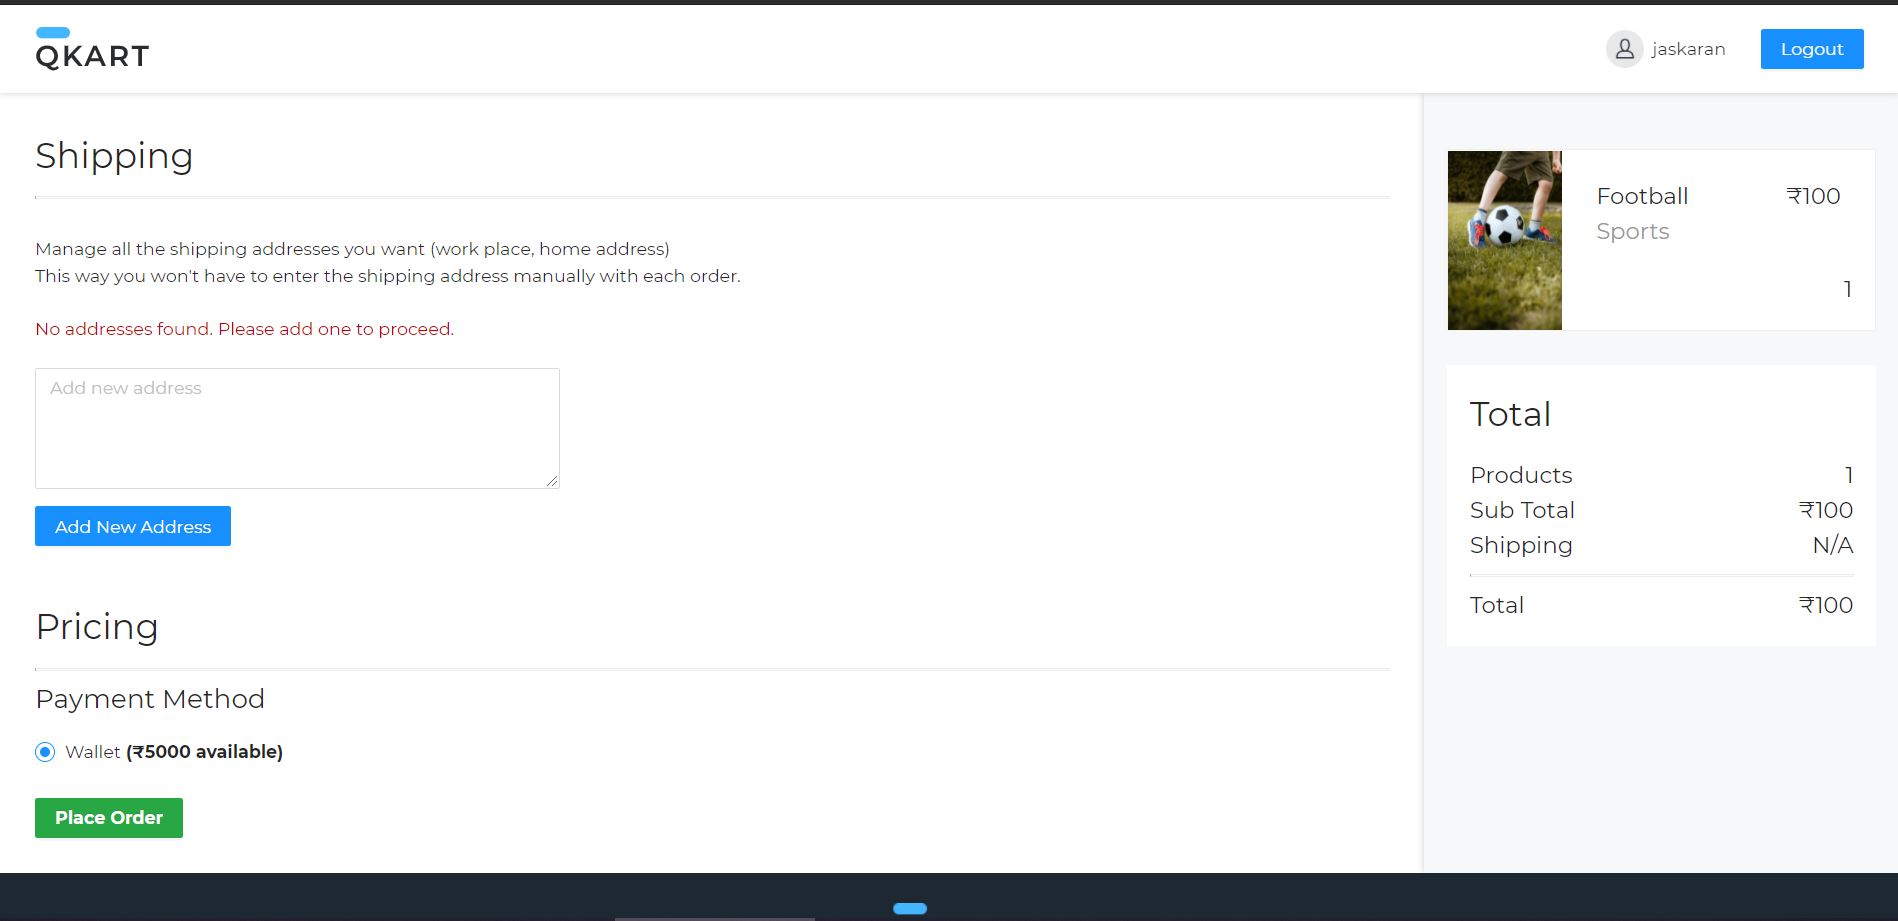 QKART
jaskaran
Logout
Shipping
Manage all the shipping addresses you want (work place, home address)
This way you won't have to enter the shipping address manually with each order.
No addresses found. Please add one to proceed.
Add new address
Add New Address
Pricing
Payment Method
Wallet (₹5000 available)
Place Order
Football ₹100
Sports
1
Total
Products 1
Sub Total ₹100
Shipping N/A
Total ₹100